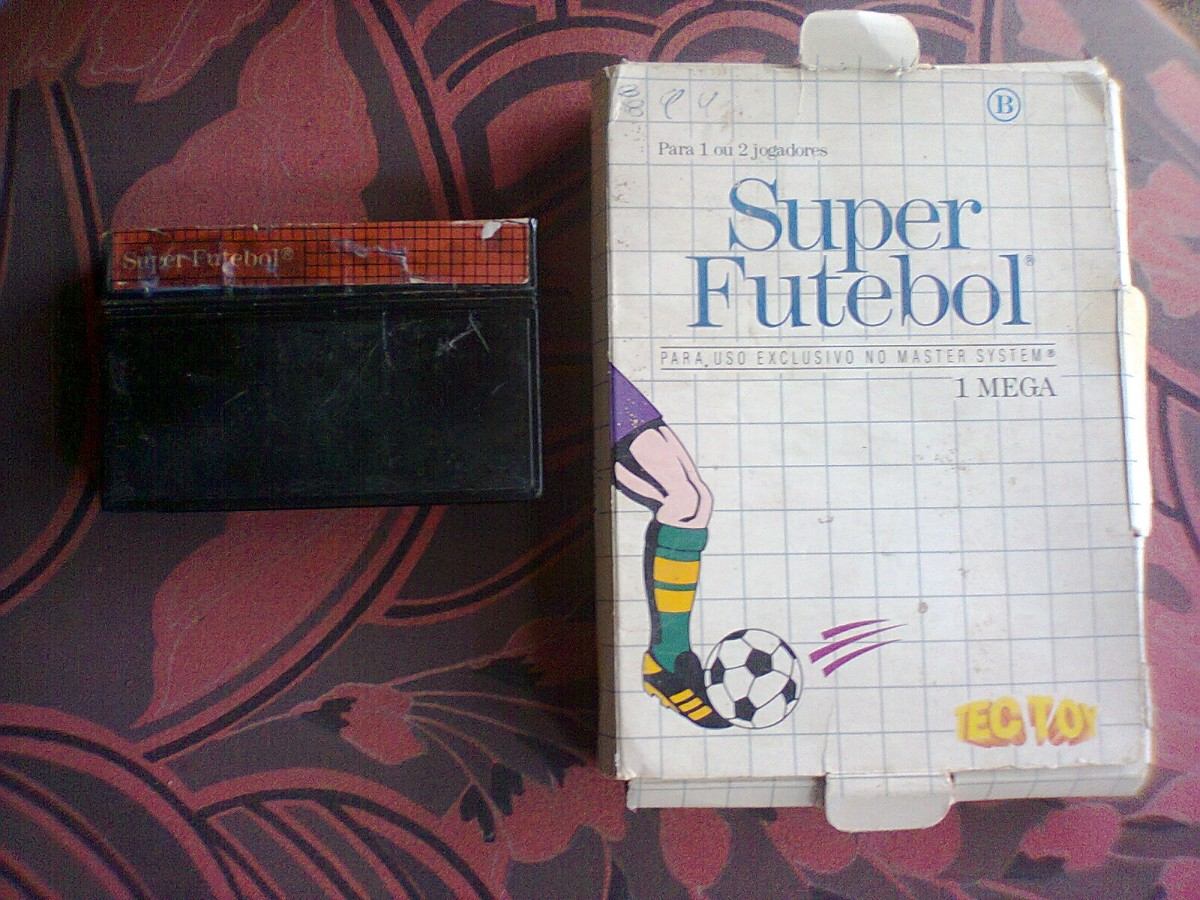 Super Futebol®
B
Para 1 ou 2 jogadores
Super
Futebol®
PARA USO EXCLUSIVO NO MASTER SYSTEM®
1 MEGA
TEC TOY